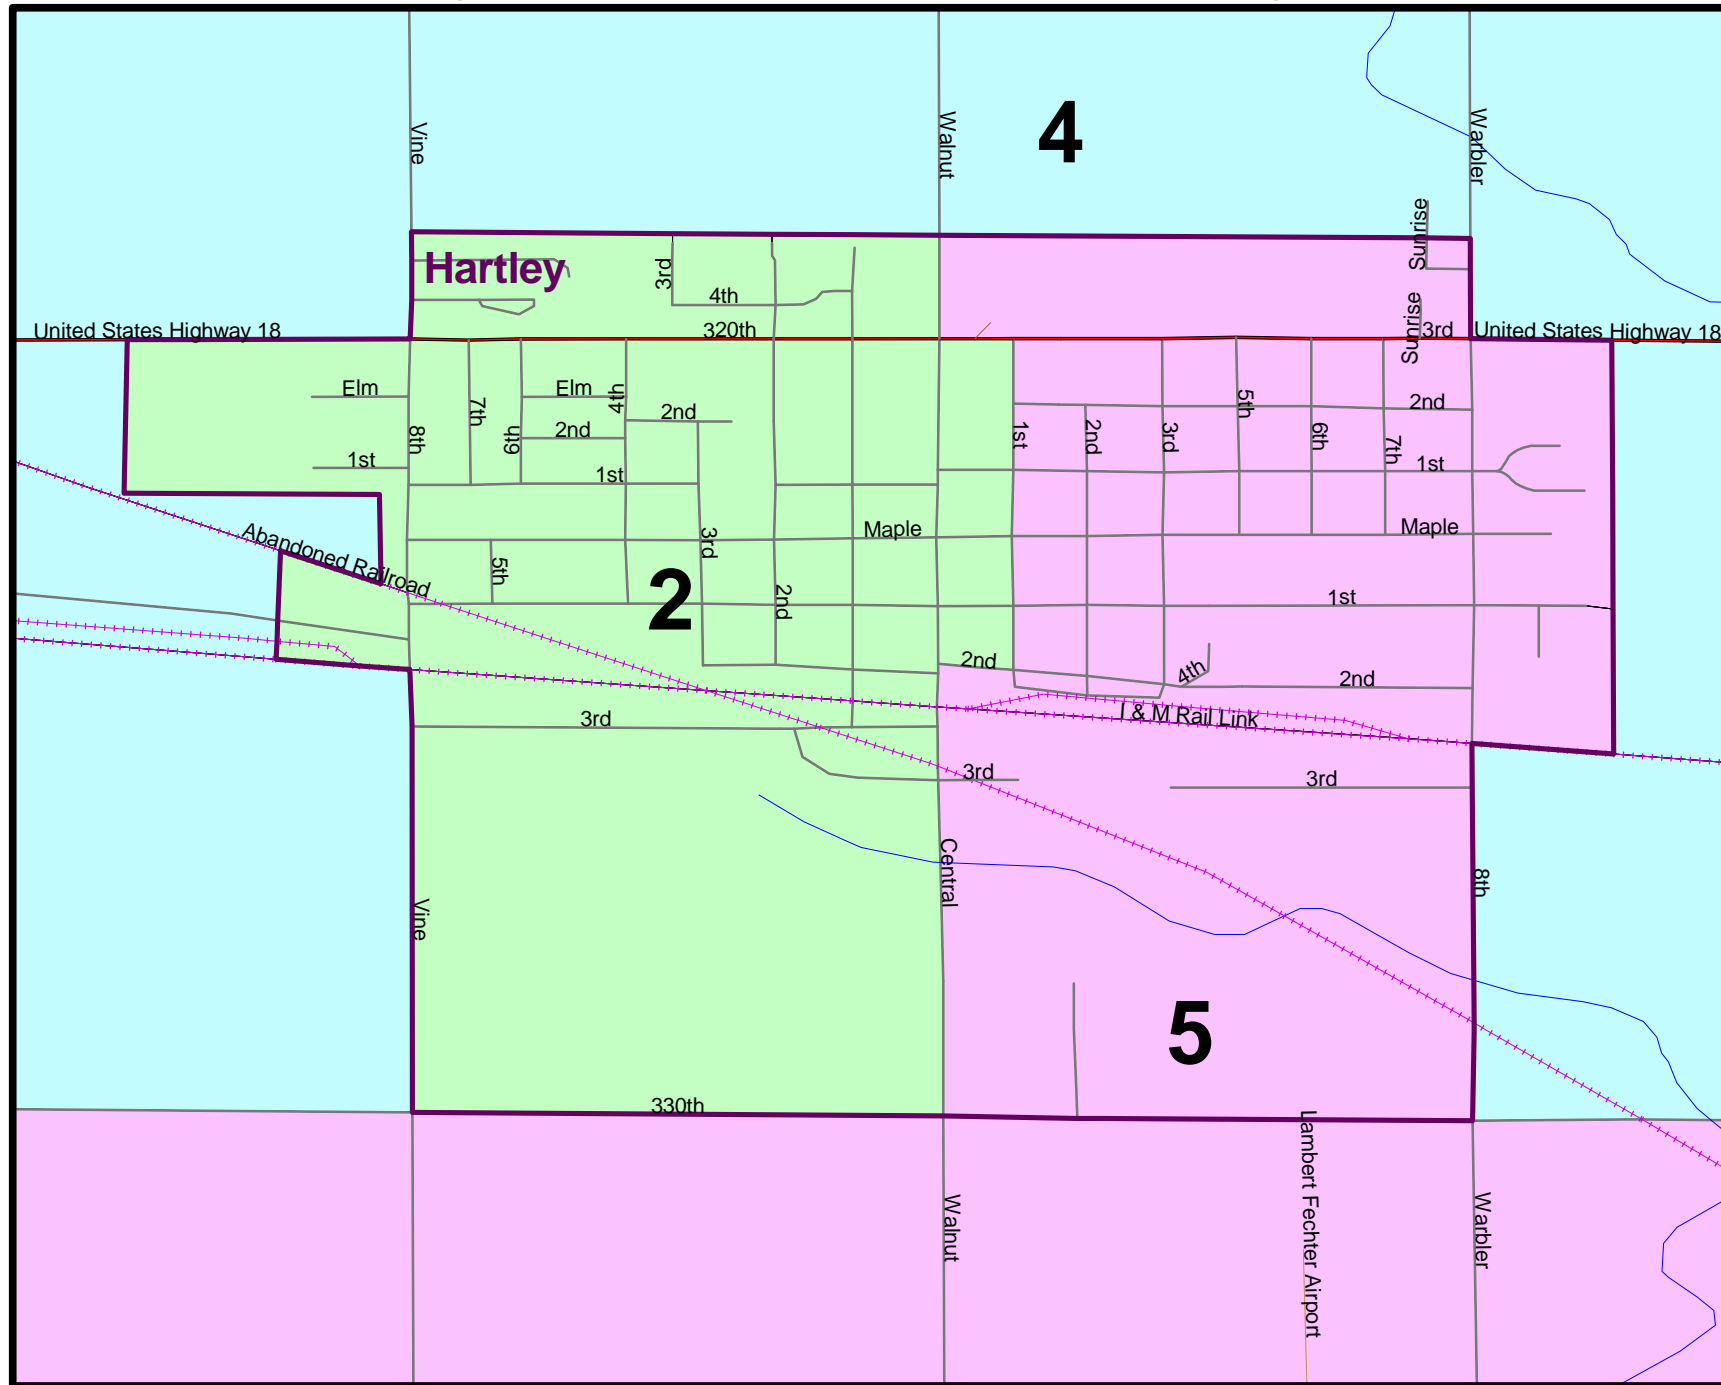 4
Vine
Walnut
Warbler
Sunrise
Hartley
3rd
4th
United States Highway 18
320th
Sunrise
3rd
United States Highway 18
Elm
Elm
4th
7th
2nd
5th
2nd
8th
6th
2nd
1st
2nd
3rd
6th
7th
1st
1st
1st
Maple
Maple
Abandoned Railroad
3rd
5th
2
2nd
1st
2nd
4th
2nd
3rd
I & M Rail Link
3rd
3rd
Central
8th
Vine
5
330th
Lambert Fechter Airport
Walnut
Warbler